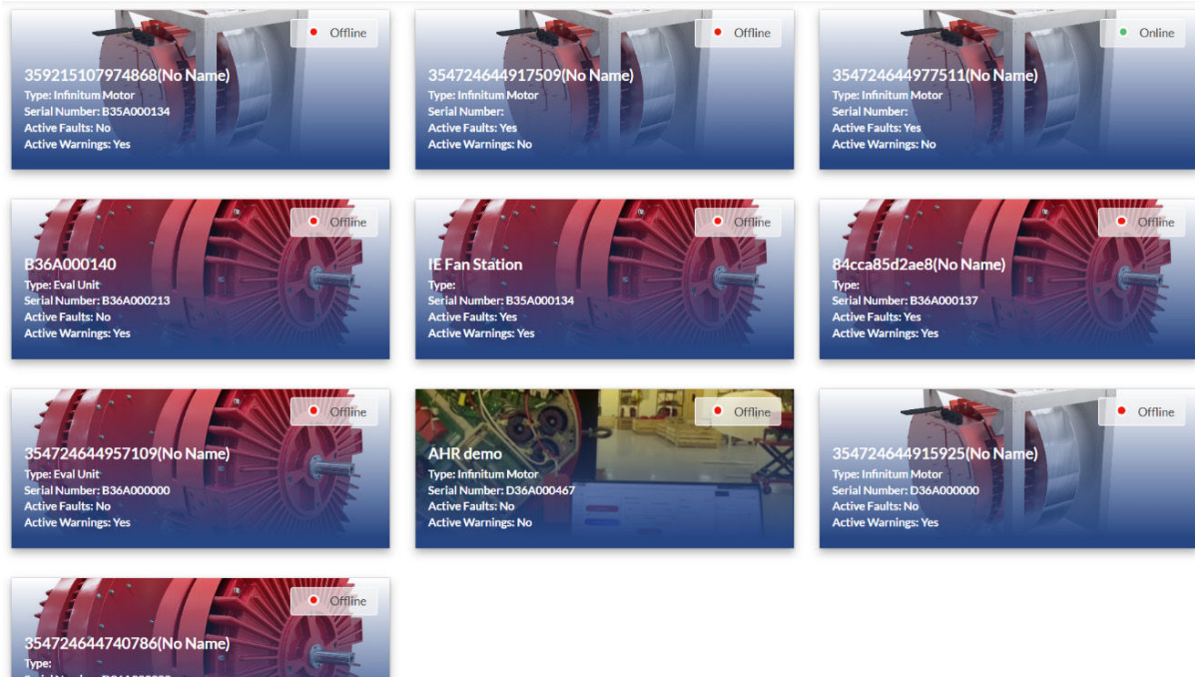 Offline
359215107974868(No Name)
Type: Infinitum Motor
Serial Number: B35A000134
Active Faults: No
Active Warnings: Yes
Offline
354724644917509(No Name)
Type: Infinitum Motor
Serial Number:
Active Faults: Yes
Active Warnings: No
Online
354724644977511(No Name)
Type: Infinitum Motor
Serial Number:
Active Faults: Yes
Active Warnings: No
Offline
B36A000140
Type: Eval Unit
Serial Number: B36A000213
Active Faults: No
Active Warnings: Yes
Offline
IE Fan Station
Type:
Serial Number: B35A000134
Active Faults: Yes
Active Warnings: Yes
Offline
84cca85d2ae8(No Name)
Type:
Serial Number: B36A000137
Active Faults: Yes
Active Warnings: Yes
Offline
354724644957109(No Name)
Type: Eval Unit
Serial Number: B36A000000
Active Faults: No
Active Warnings: Yes
Offline
AHR demo
Type: Infinitum Motor
Serial Number: D36A000467
Active Faults: No
Active Warnings: No
Offline
354724644915925(No Name)
Type: Infinitum Motor
Serial Number: D36A000000
Active Faults: No
Active Warnings: Yes
Offline
354724644740786(No Name)
Type:
Serial Number: